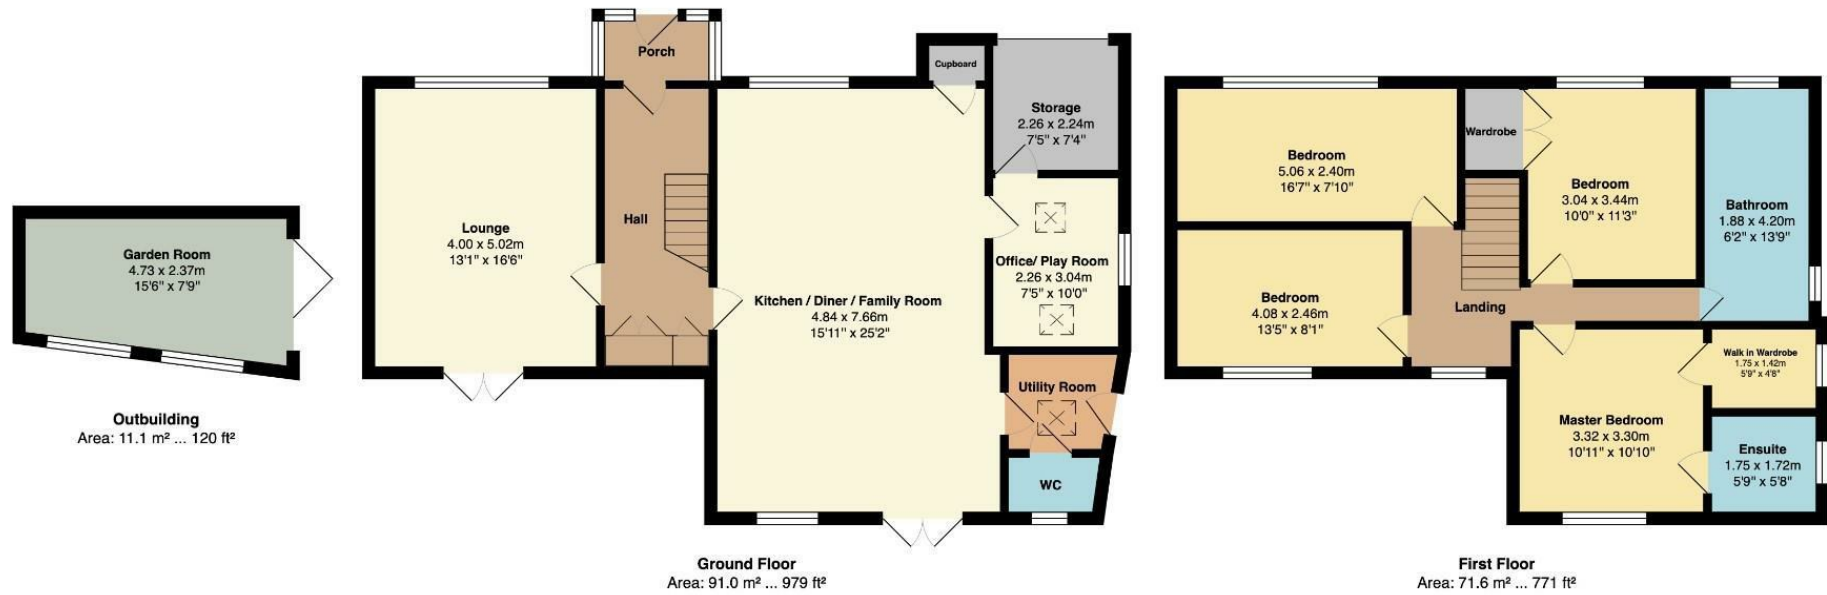 Garden Room
4.73 x 2.37m
15'6" x 7'9"
Outbuilding
Area: 11.1 m² ... 120 ft²
Porch
Cupboard
Storage
2.26 x 2.24m
7'5" x 7'4"
Lounge
4.00 x 5.02m
13'1" x 16'6"
Hall
Kitchen / Diner / Family Room
4.84 x 7.66m
15'11" x 25'2"
Office/ Play Room
2.26 x 3.04m
7'5" x 10'0"
Utility Room
WC
Ground Floor
Area: 91.0 m² ... 979 ft²
Bedroom
5.06 x 2.40m
16'7" x 7'10"
Wardrobe
Bedroom
3.04 x 3.44m
10'0" x 11'3"
Bathroom
1.88 x 4.20m
6'2" x 13'9"
Bedroom
4.08 x 2.46m
13'5" x 8'1"
Landing
Walk in Wardrobe
1.75 x 1.42m
5'9" x 4'8"
Master Bedroom
3.32 x 3.30m
10'11" x 10'10"
Ensuite
1.75 x 1.72m
5'9" x 5'8"
First Floor
Area: 71.6 m² ... 771 ft²